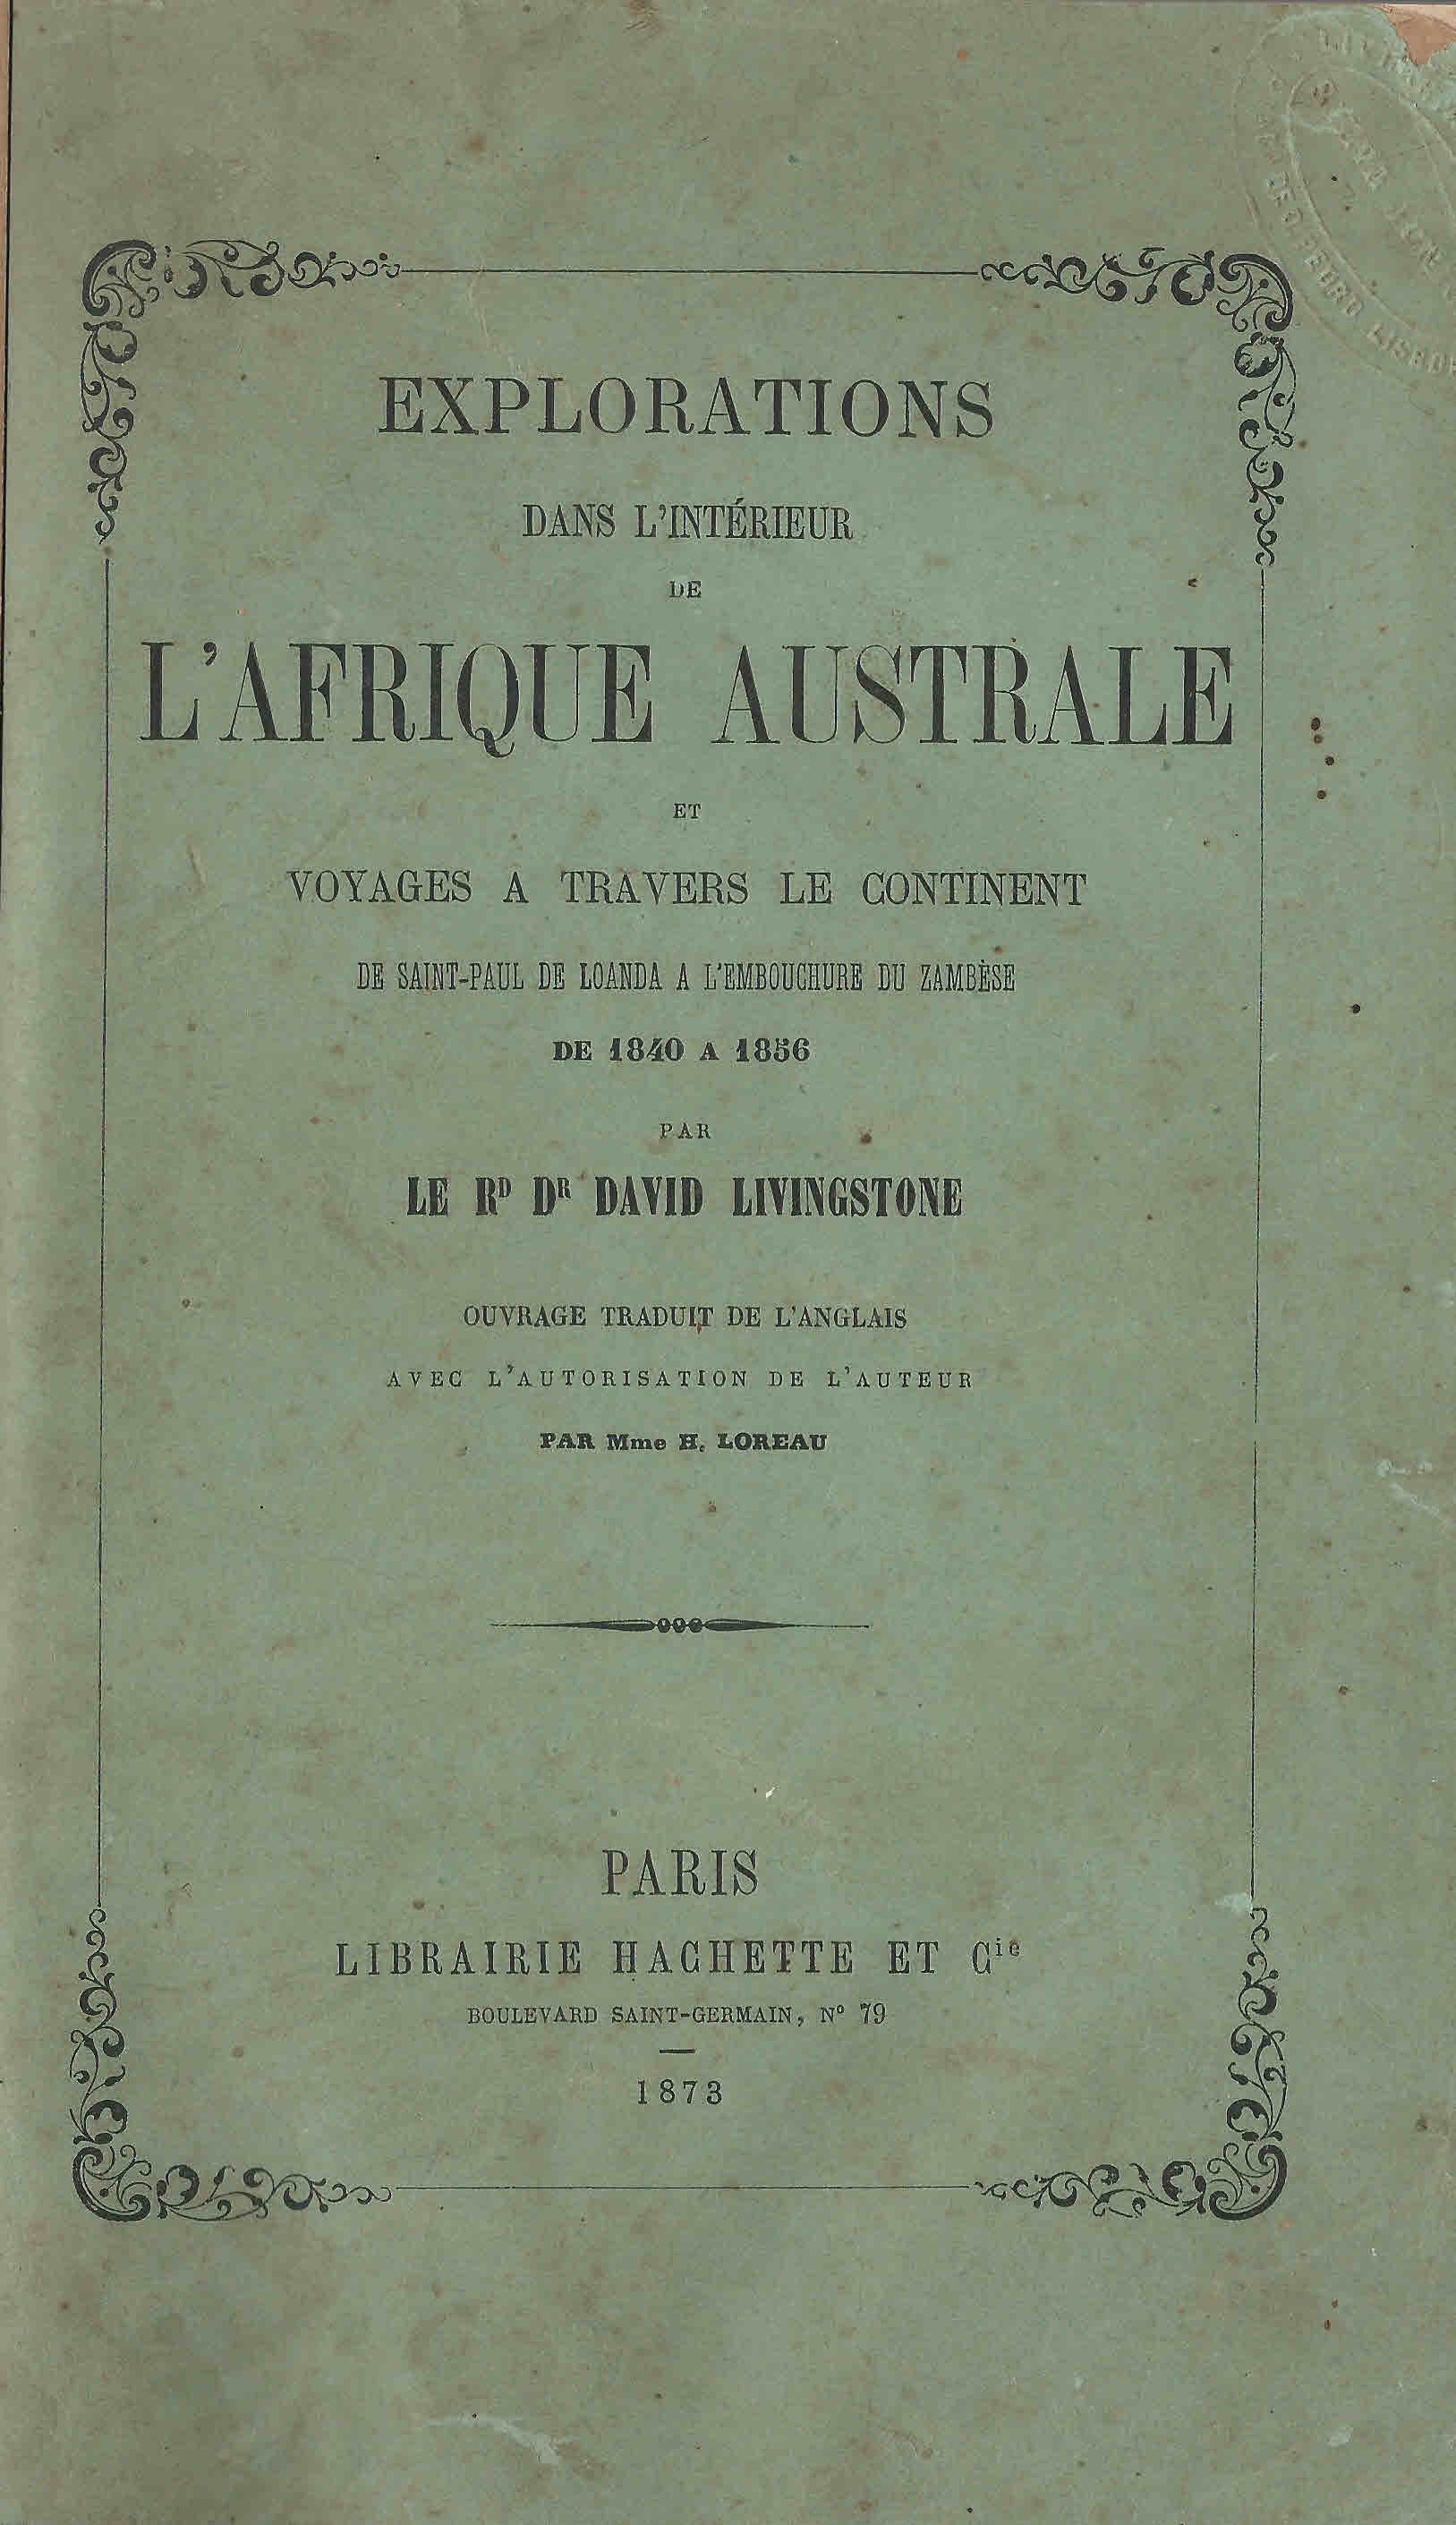 EXPLORATIONS
DANS L'INTÉRIEUR
DE
L'AFRIQUE AUSTRALE
ET
VOYAGES A TRAVERS LE CONTINENT
DE SAINT-PAUL DE LOANDA A L'EMBOUCHURE DU ZAMBÈSE
DE 1840 A 1856
PAR
LE RD DR DAVID LIVINGSTONE
OUVRAGE TRADUIT DE L'ANGLAIS
AVEC L'AUTORISATION DE L'AUTEUR
PAR Mme H. LOREAU
PARIS
LIBRAIRIE HACHETTE ET Cie
BOULEVARD SAINT-GERMAIN, N° 79
1873